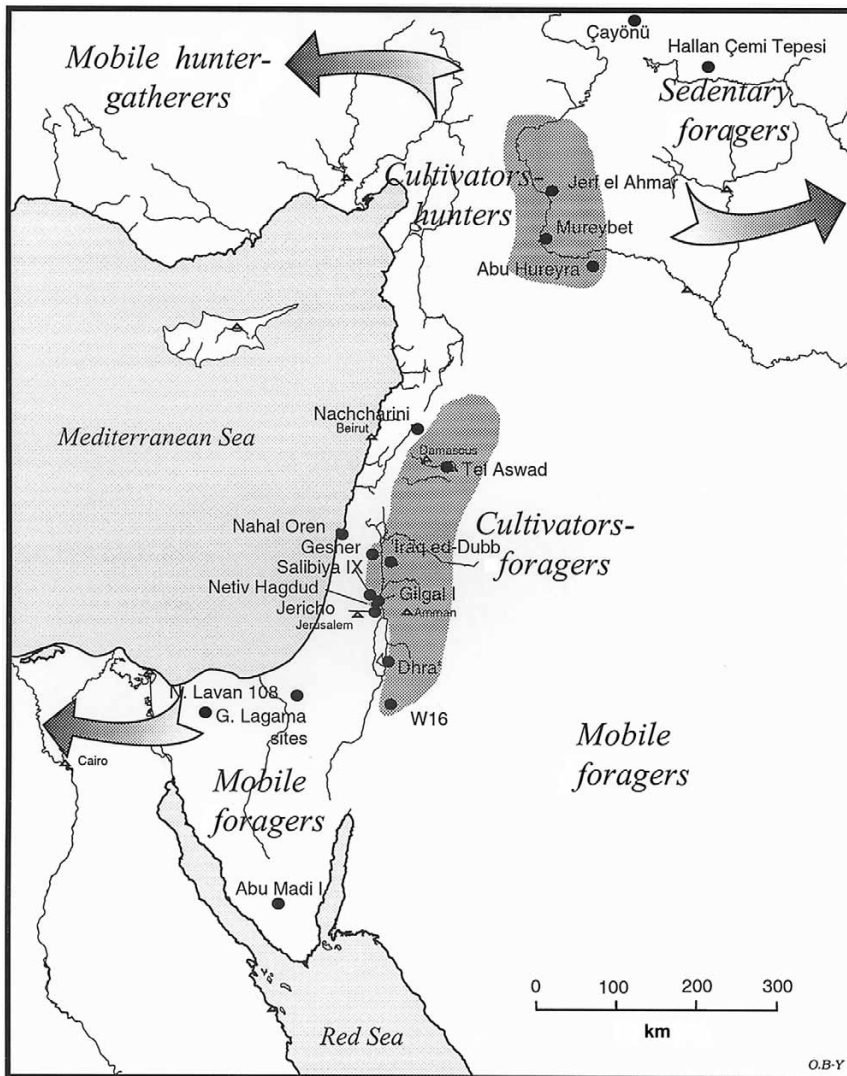 Çayönü
Hallan Çemi Tepesi
Mobile hunter-
gatherers
Sedentary
foragers
Cultivators-
hunters
Jerf el Ahmar
Mureybet
Abu Hureyra
Nachcharini
Beirut
Mediterranean Sea
Damascus
Tel Aswad
Nahal Oren
Cultivators-
foragers
Gesher
'Iraq ed-Dubb
Salibiya IX
Netiv Hagdud
Gilgal I
Jericho
Amman
Jerusalem
Dhra'
N. Lavan 108
G. Lagama
sites
W16
Cairo
Mobile
foragers
Mobile
foragers
Abu Madi I
0 100 200 300
km
Red Sea
O.B-Y